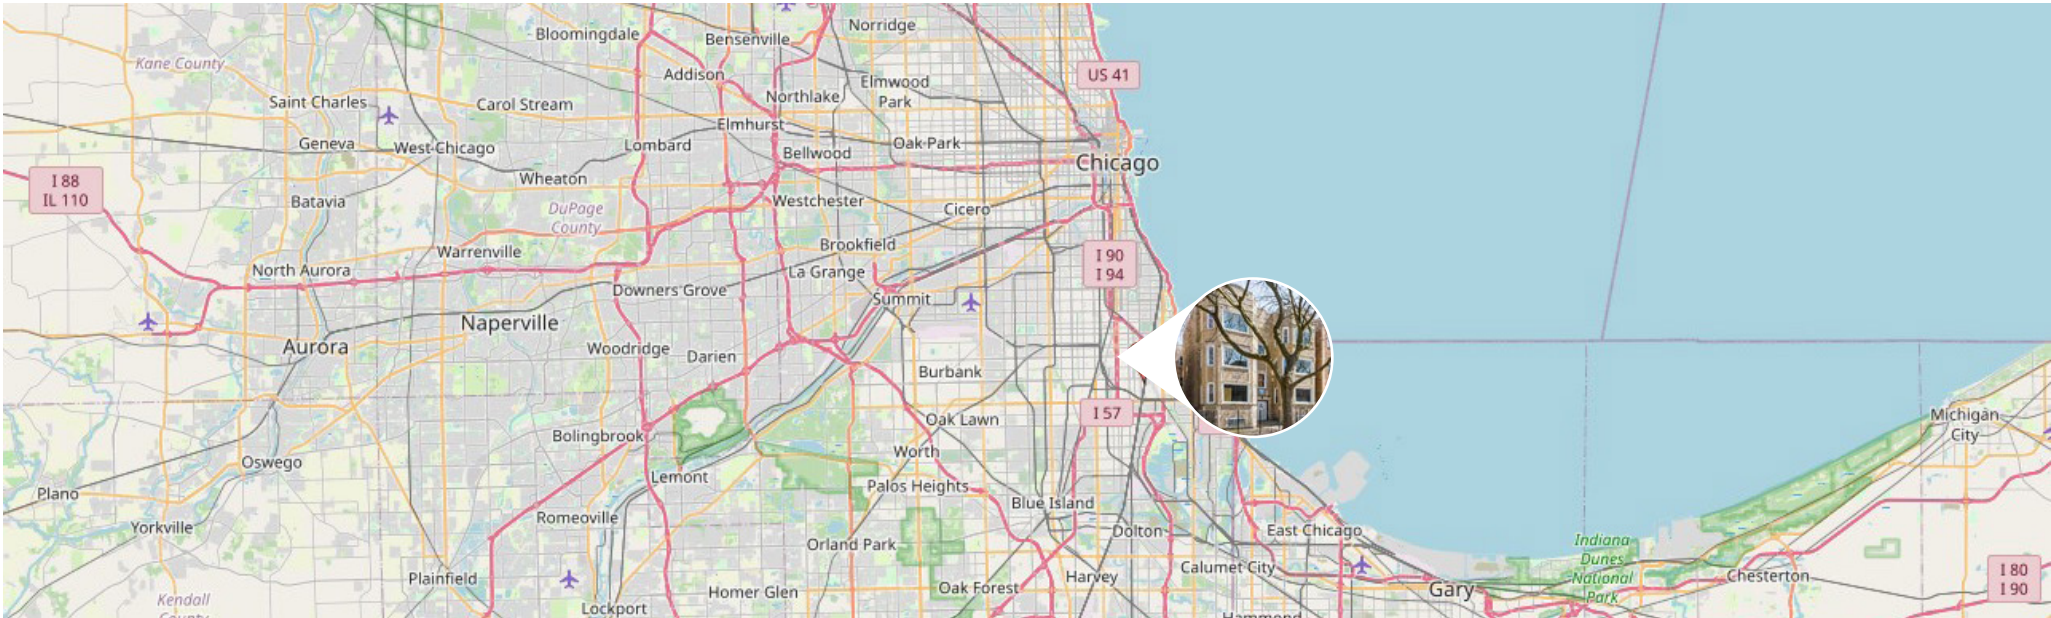 Norridge
Bloomingdale
Bensenville
Kane County
Addison
US 41
Elmwood
Park
Northlake
Saint Charles
Carol Stream
Elmhurst
Geneva
West Chicago
Lombard
Oak Park
Bellwood
Chicago
Wheaton
I 88
IL 110
Batavia
Westchester
DuPage
County
Cicero
Brookfield
Warrenville
I 90
I 94
North Aurora
La Grange
Downers Grove
Summit
Naperville
Aurora
Woodridge
Darien
Burbank
I 57
Michigan
City
Oak Lawn
Bolingbrook
Worth
Oswego
Lemont
Palos Heights
Plano
Blue Island
Romeoville
Yorkville
Dolton
East Chicago
Orland Park
Indiana
Dunes
National
Park
Calumet City
Plainfield
Harvey
Chesterton
I 80
I 90
Homer Glen
Oak Forest
Gary
Kendall
County
Lockport
Hammond